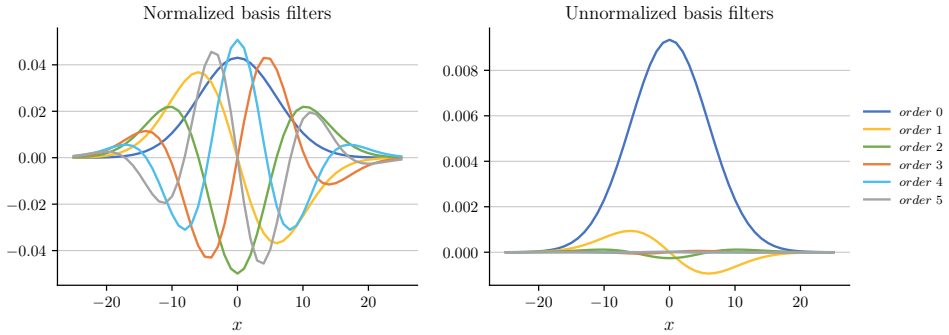 Normalized basis filters
0.04
0.02
0.00
−0.02
−0.04
−20
−10
0
10
20
x
Unnormalized basis filters
0.008
0.006
0.004
0.002
0.000
−20
−10
0
10
20
x
order 0
order 1
order 2
order 3
order 4
order 5